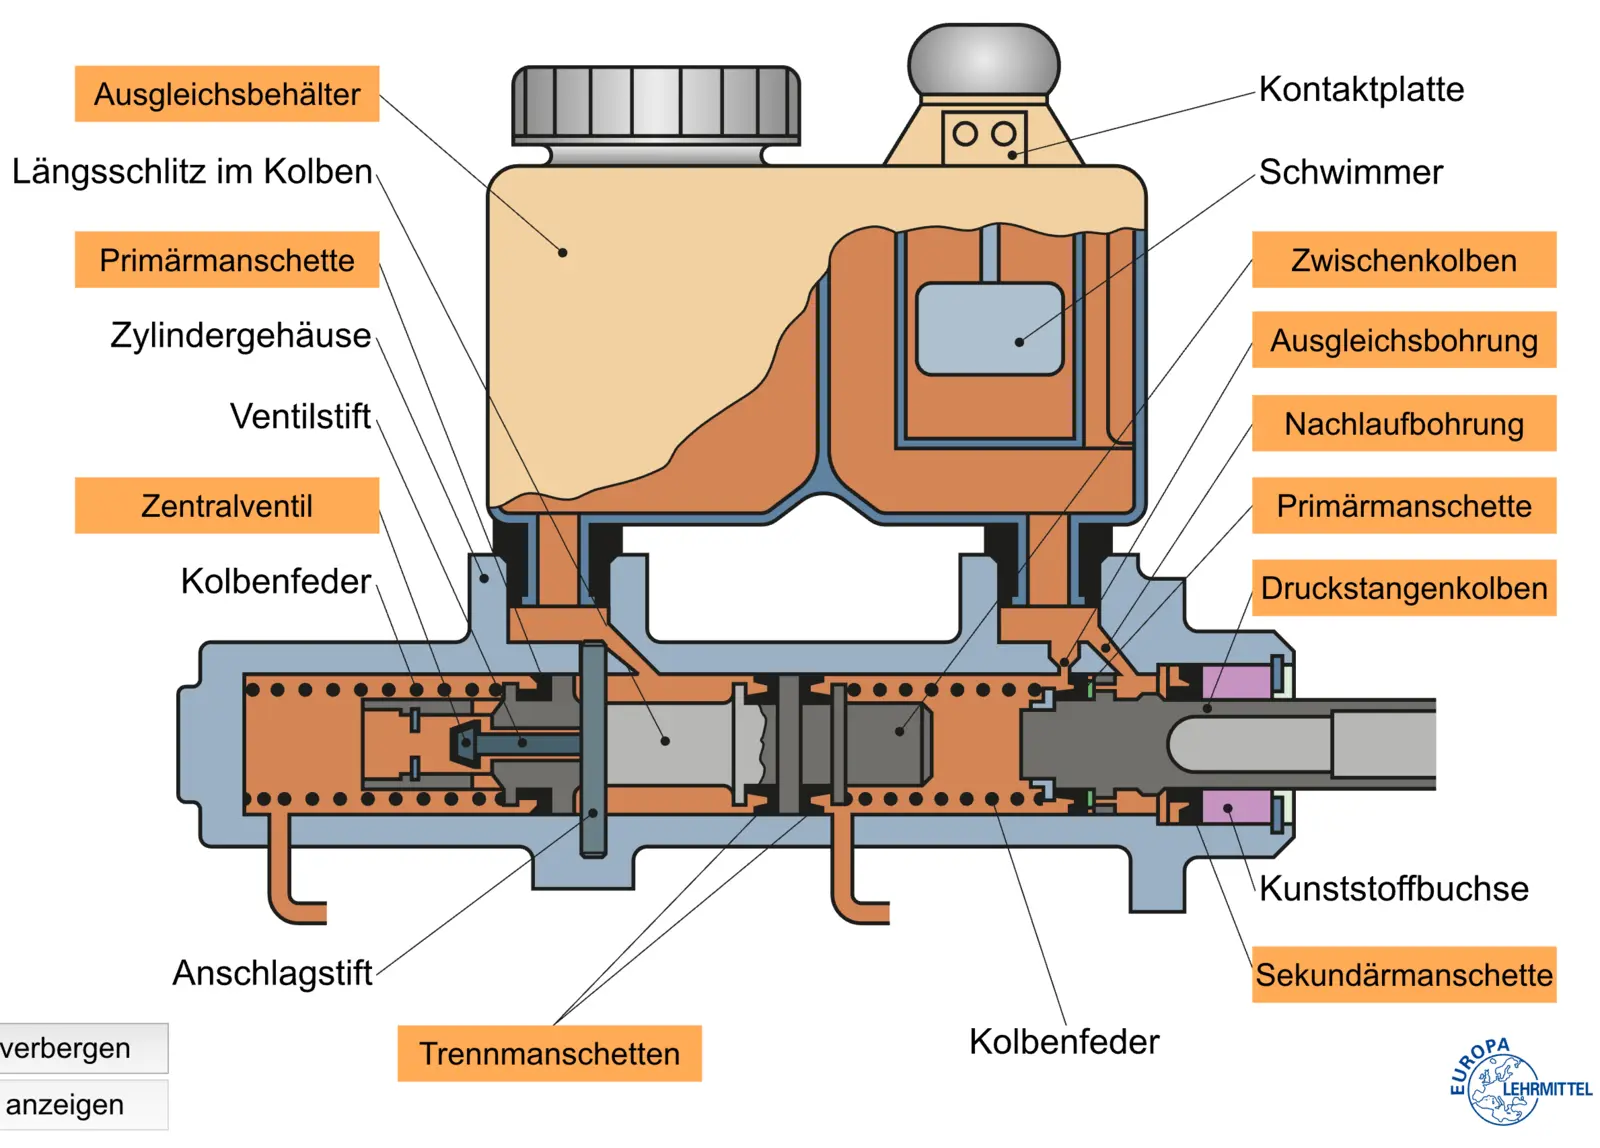 Ausgleichsbehälter
Längsschlitz im Kolben
Primärmanschette
Zylindergehäuse
Ventilstift
Zentralventil
Kolbenfeder
Anschlagstift
Trennmanschetten
Kontaktplatte
Schwimmer
Zwischenkolben
Ausgleichsbohrung
Nachlaufbohrung
Primärmanschette
Druckstangenkolben
Kunststoffbuchse
Sekundärmanschette
Kolbenfeder
verbergen
anzeigen
EUROPA
LEHRMITTEL